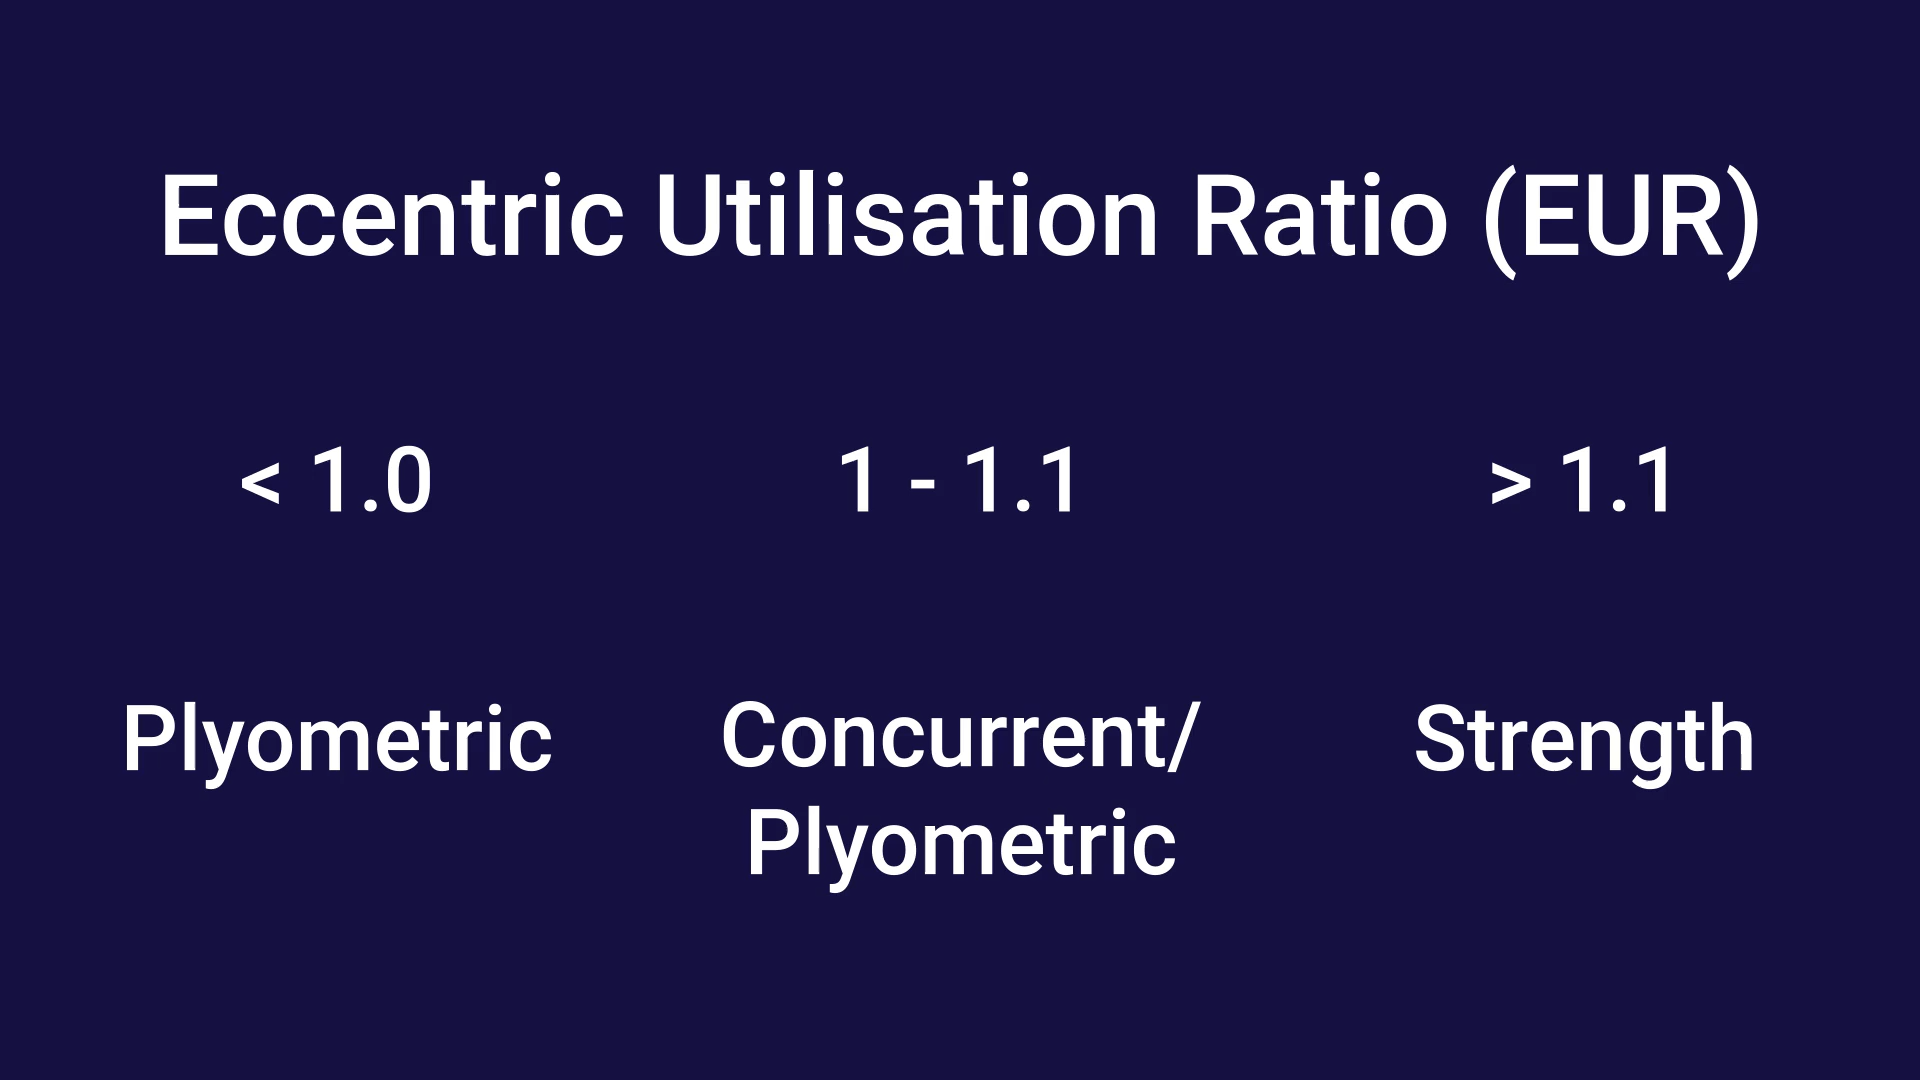 Eccentric Utilisation Ratio (EUR)
< 1.0
1 - 1.1
> 1.1
Plyometric
Concurrent/
Plyometric
Strength